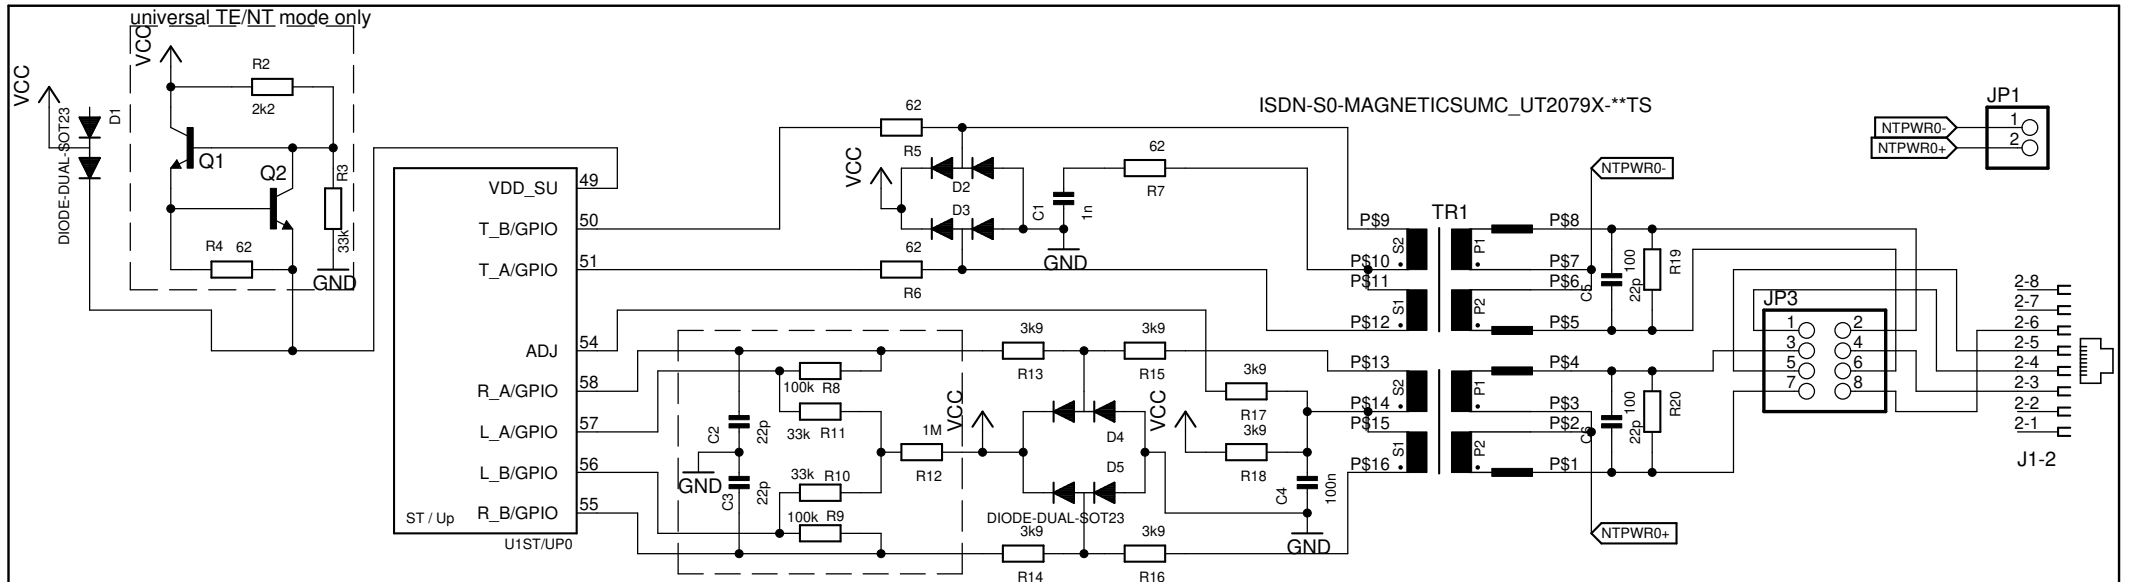 universal TE/NT mode only
VCC
VCC
DIODE-DUAL-SOT23
D1
R2
2k2
Q1
Q2
R3
33k
R4
62
GND
VDD_SU
49
T_B/GPIO
50
T_A/GPIO
51
ADJ
54
R_A/GPIO
58
L_A/GPIO
57
L_B/GPIO
56
R_B/GPIO
55
ST / Up
U1ST/UP0
62
R5
VCC
D2
D3
62
R6
C1
1n
GND
62
R7
ISDN-S0-MAGNETICSUMC_UT2079X-**TS
C2
22p
GND
C3
22p
100k
R8
33k
R11
33k
R10
100k
R9
1M
R12
VCC
3k9
R13
3k9
R15
D4
D5
DIODE-DUAL-SOT23
3k9
R14
3k9
R16
VCC
3k9
R17
3k9
R18
C4
100n
GND
TR1
P$9
P$10
P$11
P$12
P$13
P$14
P$15
P$16
S2
S1
S2
S1
P1
P2
P1
P2
P$8
P$7
P$6
P$5
P$4
P$3
P$2
P$1
NTPWR0-
NTPWR0+
C5
22p
100
R19
C6
22p
100
R20
JP1
NTPWR0-
1
NTPWR0+
2
JP3
1
2
3
4
5
6
7
8
2-8
2-7
2-6
2-5
2-4
2-3
2-2
2-1
J1-2